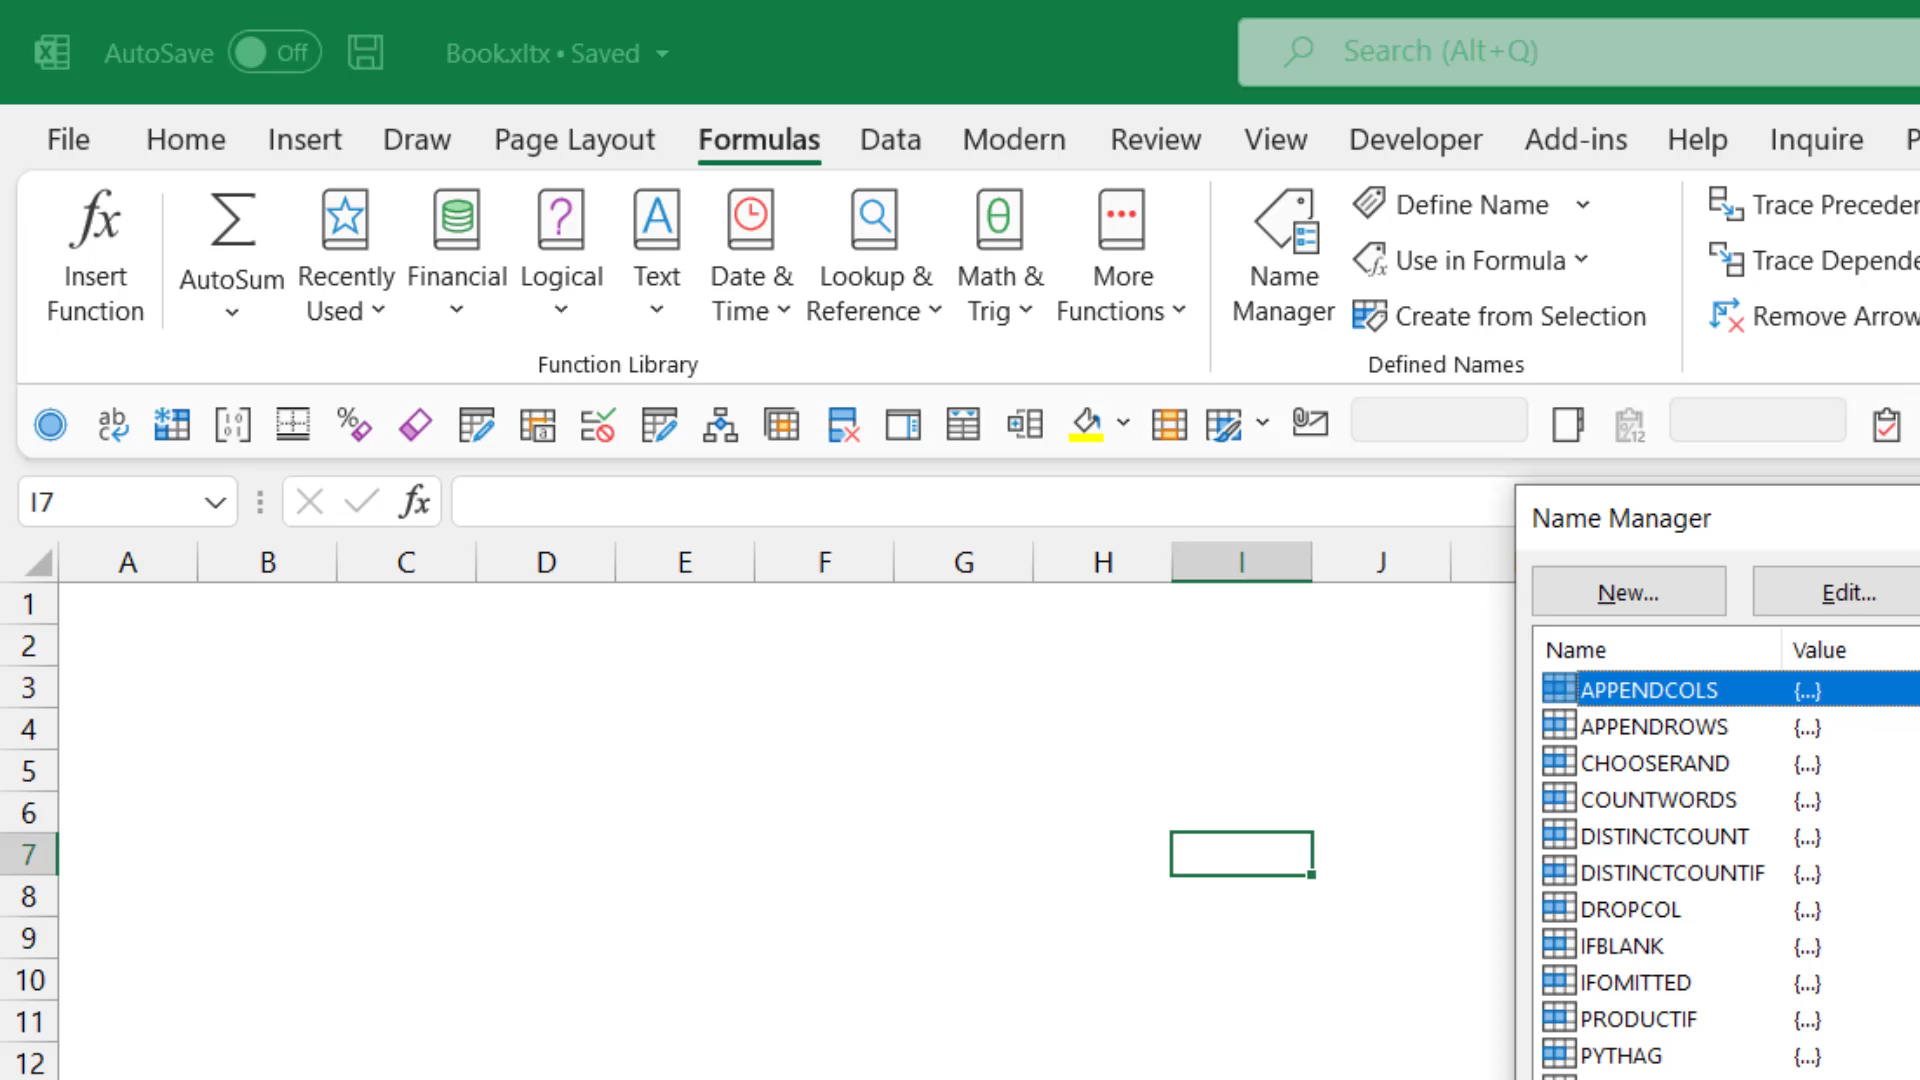 AutoSave Off Book.xltx • Saved Search (Alt+Q)
File Home Insert Draw Page Layout Formulas Data Modern Review View Developer Add-ins Help Inquire P
fx Σ ? A θ
Insert Function
AutoSum
Recently Used
Financial
Logical
Text
Date & Time
Lookup & Reference
Math & Trig
More Functions
Function Library
Name Manager
Define Name
Use in Formula
Create from Selection
Defined Names
Trace Preceder
Trace Depende
Remove Arrow
I7 fx
A B C D E F G H I J
1
2
3
4
5
6
7
8
9
10
11
12
Name Manager
New... Edit...
Name Value
APPENDCOLS {...}
APPENDROWS {...}
CHOOSERAND {...}
COUNTWORDS {...}
DISTINCTCOUNT {...}
DISTINCTCOUNTIF {...}
DROPCOL {...}
IFBLANK {...}
IFOMITTED {...}
PRODUCTIF {...}
PYTHAG {...}